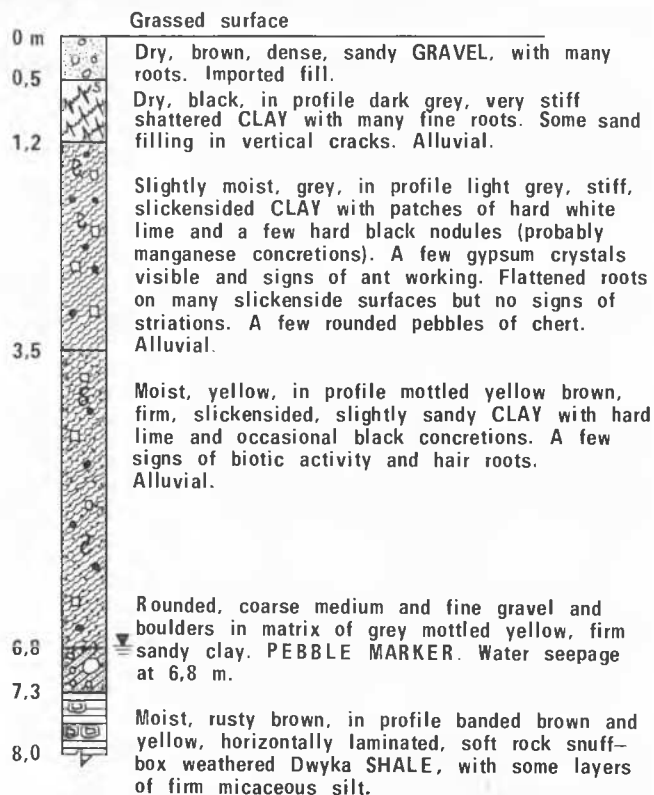 Grassed surface
0 m
Dry, brown, dense, sandy GRAVEL, with many
roots. Imported fill.
0,5
Dry, black, in profile dark grey, very stiff
shattered CLAY with many fine roots. Some sand
filling in vertical cracks. Alluvial.
1,2
Slightly moist, grey, in profile light grey, stiff,
slickensided CLAY with patches of hard white
lime and a few hard black nodules (probably
manganese concretions). A few gypsum crystals
visible and signs of ant working. Flattened roots
on many slickenside surfaces but no signs of
striations. A few rounded pebbles of chert.
Alluvial.
3,5
Moist, yellow, in profile mottled yellow brown,
firm, slickensided, slightly sandy CLAY with hard
lime and occasional black concretions. A few
signs of biotic activity and hair roots.
Alluvial.
Rounded, coarse medium and fine gravel and
boulders in matrix of grey mottled yellow, firm
6,8
sandy clay. PEBBLE MARKER. Water seepage
at 6,8 m.
7,3
Moist, rusty brown, in profile banded brown and
yellow, horizontally laminated, soft rock snuff-
8,0
box weathered Dwyka SHALE, with some layers
of firm micaceous silt.